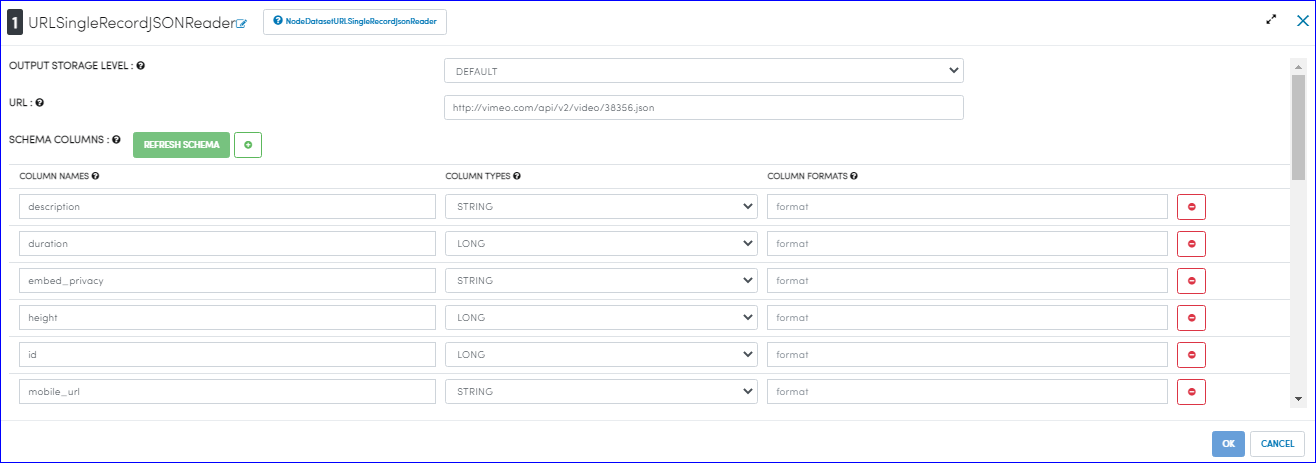 1 URLSingleRecordJSONReader NodeDatasetURLSingleRecordJsonReader
OUTPUT STORAGE LEVEL : DEFAULT
URL : http://vimeo.com/api/v2/video/38356.json
SCHEMA COLUMNS : REFRESH SCHEMA
COLUMN NAMES COLUMN TYPES COLUMN FORMATS
description STRING format
duration LONG format
embed_privacy STRING format
height LONG format
id LONG format
mobile_url STRING format
OK CANCEL